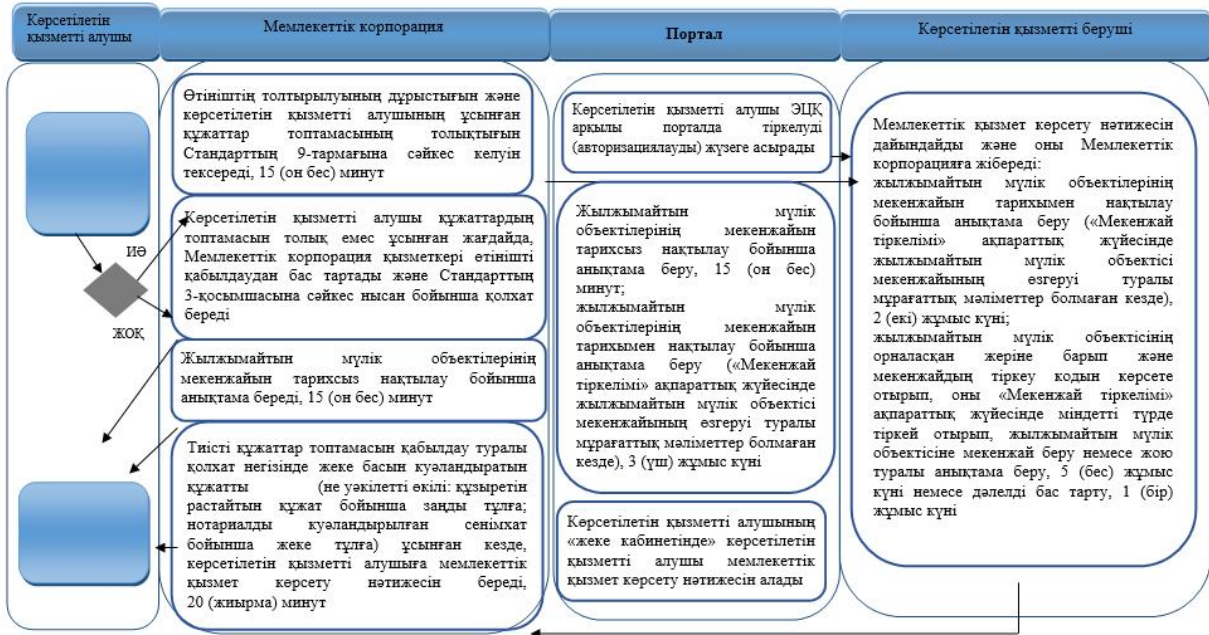 Көрсетілетін
қызметті алушы
Мемлекеттік корпорация
Портал
Көрсетілетін қызметті беруші
ИӘ
ЖОҚ
Өтініштің толтырылуының дұрыстығын және
көрсетілетін қызметті алушының ұсынған
құжаттар топтамасының толықтығын
Стандарттың 9-тармағына сәйкес келуін
тексереді, 15 (он бес) минут
Көрсетілетін қызметті алушы құжаттардың
топтамасын толық емес ұсынған жағдайда,
Мемлекеттік корпорация қызметкері өтінішті
қабылдаудан бас тартады және Стандарттың
3-қосымшасына сәйкес нысан бойынша қолхат
береді
Жылжымайтын мүлік объектілерінің
мекенжайын тарихсыз нақтылау бойынша
анықтама береді, 15 (он бес) минут
Тиісті құжаттар топтамасын қабылдау туралы
қолхат негізінде жеке басын куәландыратын
құжатты (не уәкілетті өкілі: құзыретін
растайтын құжат бойынша заңды тұлға;
нотариалды куәландырылған сенімхат
бойынша жеке тұлға) ұсынған кезде,
көрсетілетін қызметті алушыға мемлекеттік
қызмет көрсету нәтижесін береді,
20 (жиырма) минут
Көрсетілетін қызметті алушы ЭЦҚ
арқылы порталда тіркелуді
(авторизациялауды) жүзеге асырады
Жылжымайтын мүлік
объектілерінің мекенжайын
тарихсыз нақтылау бойынша
анықтама беру, 15 (он бес)
минут;
жылжымайтын мүлік
объектілерінің мекенжайын
тарихымен нақтылау бойынша
анықтама беру («Мекенжай
тіркелімі» ақпараттық жүйесінде
жылжымайтын мүлік объектісі
мекенжайының өзгеруі туралы
мұрағаттық мәліметтер болмаған
кезде), 3 (үш) жұмыс күні
Көрсетілетін қызметті алушының
«жеке кабинетінде» көрсетілетін
қызметті алушы мемлекеттік
қызмет көрсету нәтижесін алады
Мемлекеттік қызмет көрсету нәтижесін
дайындайды және оны Мемлекеттік
корпорацияға жібереді:
жылжымайтын мүлік объектілерінің
мекенжайын тарихымен нақтылау
бойынша анықтама беру («Мекенжай
тіркелімі» ақпараттық жүйесінде
жылжымайтын мүлік объектісі
мекенжайының өзгеруі туралы
мұрағаттық мәліметтер болмаған кезде),
2 (екі) жұмыс күні;
жылжымайтын мүлік объектісінің
орналасқан жеріне барып және
мекенжайдың тіркеу кодын көрсете
отырып, оны «Мекенжай тіркелімі»
ақпараттық жүйесінде міндетті түрде
тіркей отырып, жылжымайтын мүлік
объектісіне мекенжай беру немесе жою
туралы анықтама беру, 5 (бес) жұмыс
күні немесе дәлелді бас тарту, 1 (бір)
жұмыс күні